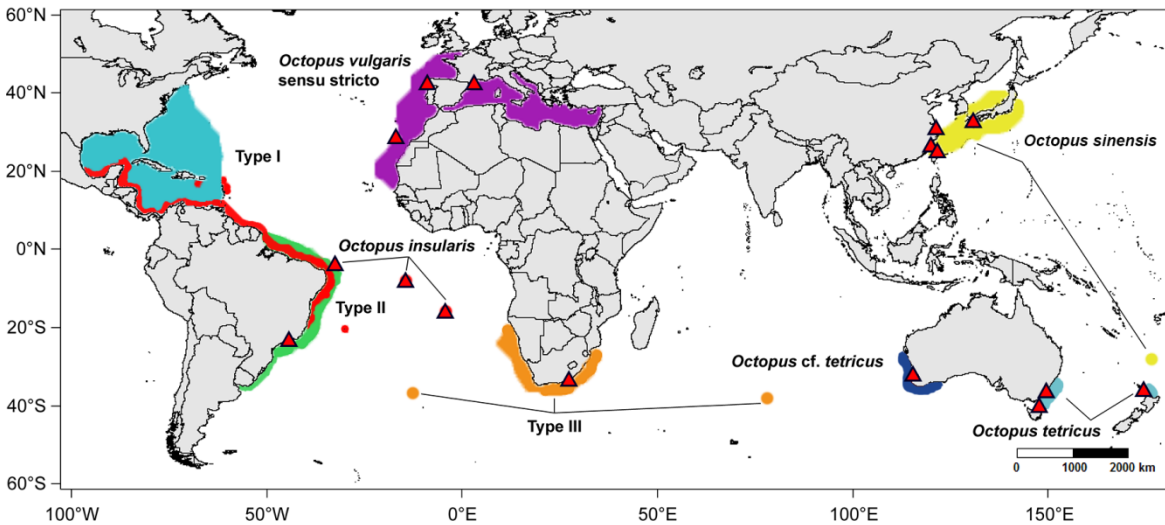 60°N
40°N
20°N
0°N
20°S
40°S
60°S
Octopus vulgaris
sensu stricto
Type I
Octopus sinensis
Octopus insularis
Type II
Octopus cf. tetricus
Type III
Octopus tetricus
0 1000 2000 km
100°W 50°W 0°E 50°E 100°E 150°E